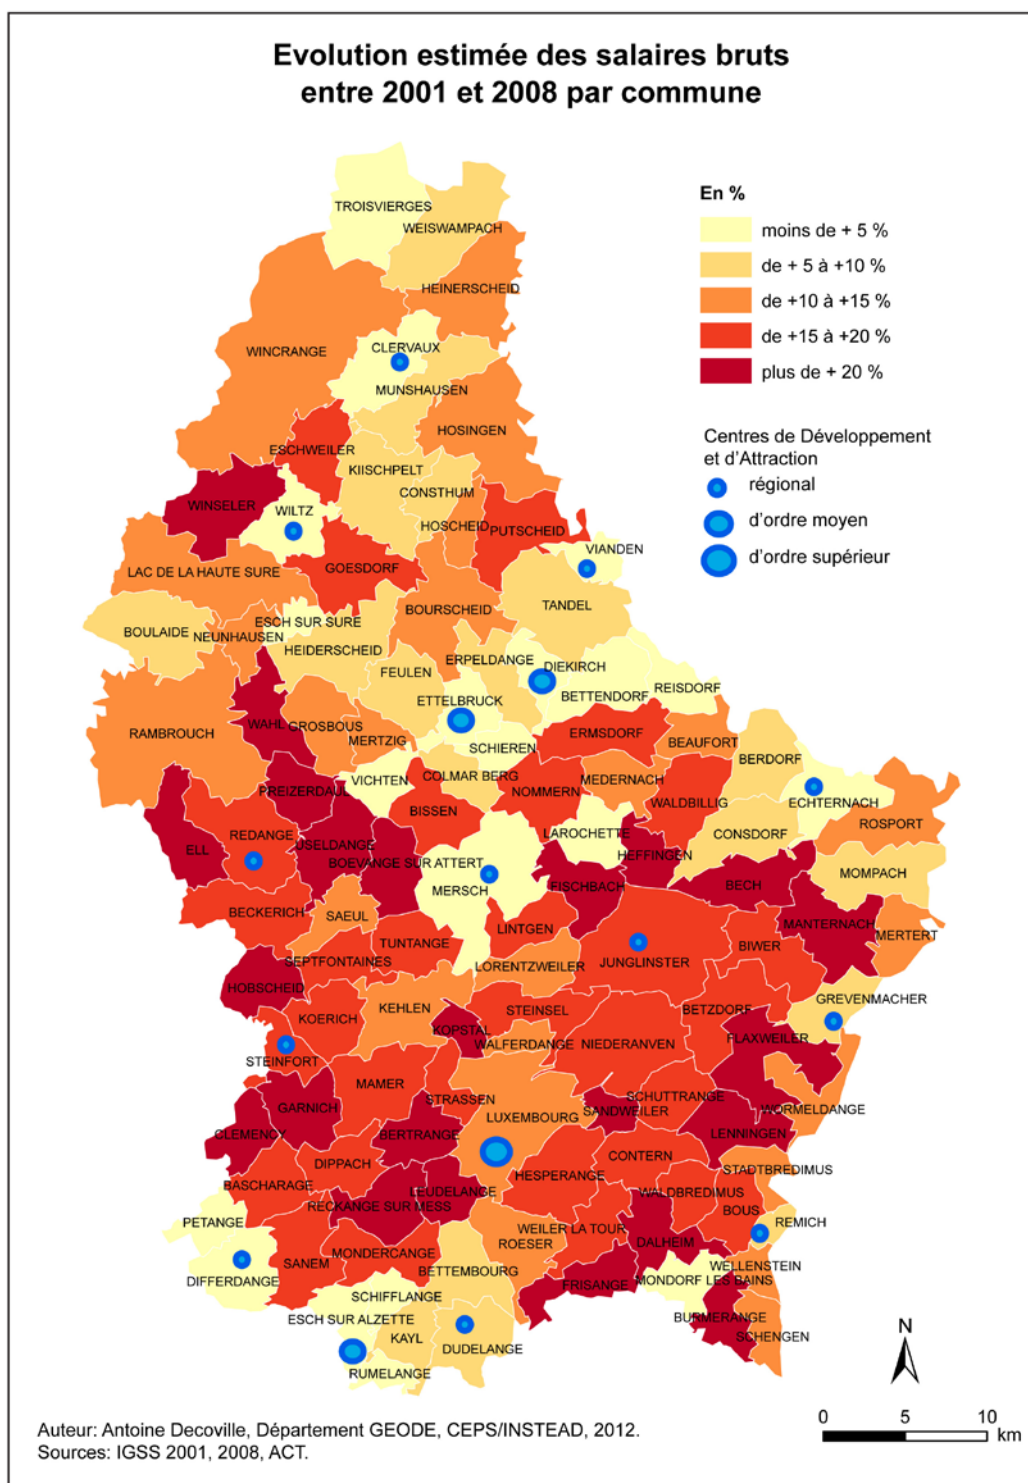 Evolution estimée des salaires bruts
entre 2001 et 2008 par commune
En %
moins de + 5 %
de + 5 à +10 %
de +10 à +15 %
de +15 à +20 %
plus de + 20 %
Centres de Développement
et d'Attraction
régional
d'ordre moyen
d'ordre supérieur
TROISVIERGES
WEISWAMPACH
HEINERSCHEID
CLERVAUX
WINCRANGE
MUNSHAUSEN
HOSINGEN
ESCHWEILER
KIISCHPELT
CONSTHUM
WINSELER
WILTZ
HOSCHEID
PUTSCHEID
VIANDEN
GOESDORF
LAC DE LA HAUTE SURE
TANDEL
BOURSCHEID
ESCH SUR SURE
BOULAIDE
NEUNHAUSEN
HEIDERSCHEID
ERPELDANGE
DIEKIRCH
FEULEN
REISDORF
BETTENDORF
ETTELBRUCK
WAHL
GROSBOUS
RAMBROUCH
ERMSDORF
MERTZIG
BEAUFORT
SCHIEREN
BERDORF
COLMAR BERG
VICHTEN
MEDERNACH
PREIZERDAUL
NOMMERN
WALDBILLIG
ECHTERNACH
BISSEN
ROSPORT
LAROCHETTE
CONSDORF
REDANGE
USELDANGE
ELL
HEFFINGEN
BOEVANGE SUR ATTERT
MOMPACH
BECH
FISCHBACH
MERSCH
BECKERICH
SAEUL
MANTERNACH
LINTGEN
MERTERT
TUNTANGE
BIWER
SEPTFONTAINES
JUNGLINSTER
LORENTZWEILER
HOBSCHEID
GREVENMACHER
KEHLEN
STEINSEL
BETZDORF
KOERICH
KOPSTAL
FLAXWEILER
WALFERDANGE
NIEDERANVEN
STEINFORT
MAMER
STRASSEN
SCHUTTRANGE
GARNICH
SANDWEILER
WORMELDANGE
LUXEMBOURG
CLEMENCY
BERTRANGE
LENNINGEN
CONTERN
DIPPACH
STADTBREDIMUS
HESPERANGE
BASCHARAGE
LEUDELANGE
WALDBREDIMUS
RECKANGE SUR MESS
BOUS
PETANGE
REMICH
WEILER LA TOUR
ROESER
DALHEIM
MONDERCANGE
SANEM
WELLENSTEIN
BETTEMBOURG
DIFFERDANGE
MONDORF LES BAINS
FRISANGE
SCHIFFLANGE
ESCH SUR ALZETTE
BURMERANGE
SCHENGEN
KAYL
DUDELANGE
RUMELANGE
N
0 5 10
km
Auteur: Antoine Decoville, Département GEODE, CEPS/INSTEAD, 2012.
Sources: IGSS 2001, 2008, ACT.